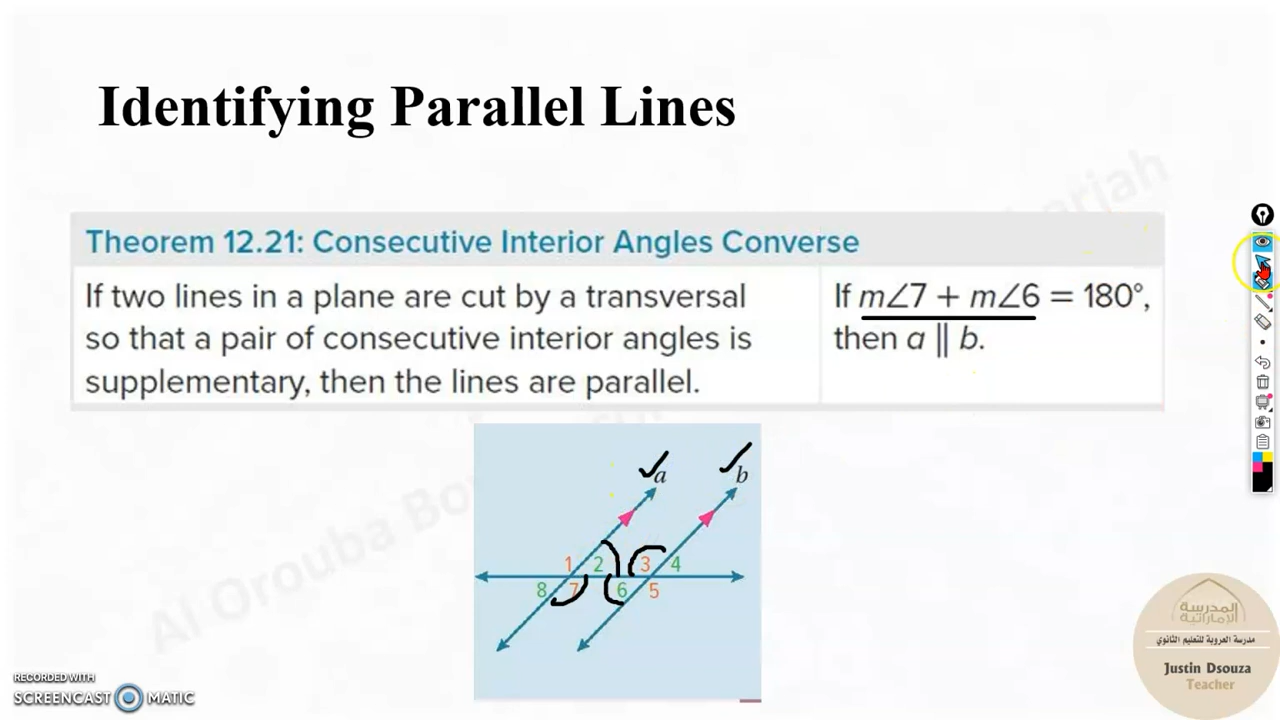 Identifying Parallel Lines
Theorem 12.21: Consecutive Interior Angles Converse
If two lines in a plane are cut by a transversal
so that a pair of consecutive interior angles is
supplementary, then the lines are parallel.
If m∠7 + m∠6 = 180°,
then a ∥ b.
a
b
1
2
3
4
8
7
6
5
RECORDED WITH
SCREENCAST MATIC
المدرسة
الإماراتية
مدرسة العروبة للتعليم الثانوي
Justin Dsouza
Teacher
Al Orouba Bo